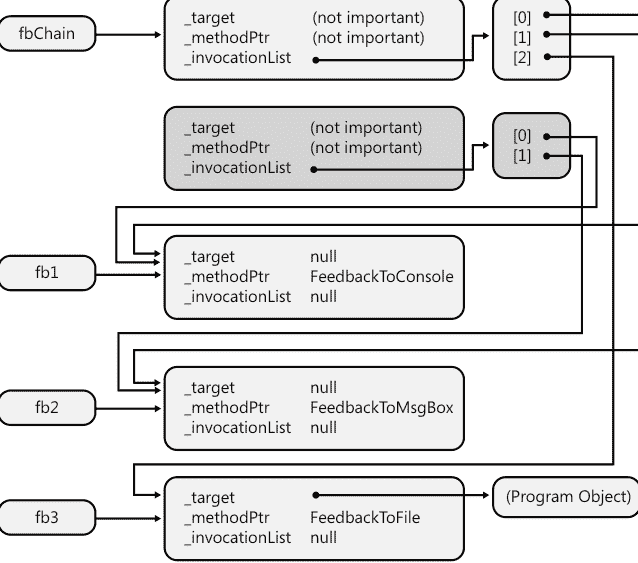 fbChain
_target (not important)
_methodPtr (not important)
_invocationList
[0]
[1]
[2]
_target (not important)
_methodPtr (not important)
_invocationList
[0]
[1]
fb1
_target null
_methodPtr FeedbackToConsole
_invocationList null
fb2
_target null
_methodPtr FeedbackToMsgBox
_invocationList null
fb3
_target
_methodPtr FeedbackToFile
_invocationList null
(Program Object)